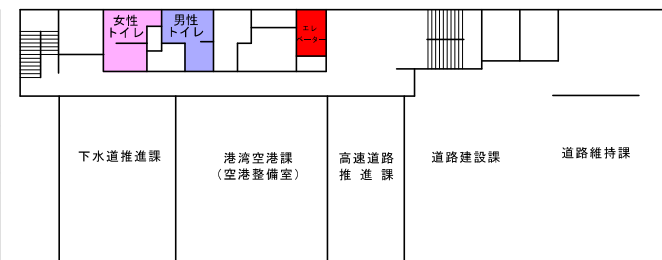 女性
トイレ
男性
トイレ
エレ
ベーター
下水道推進課
港湾空港課
（空港整備室）
高速道路
推進課
道路建設課
道路維持課